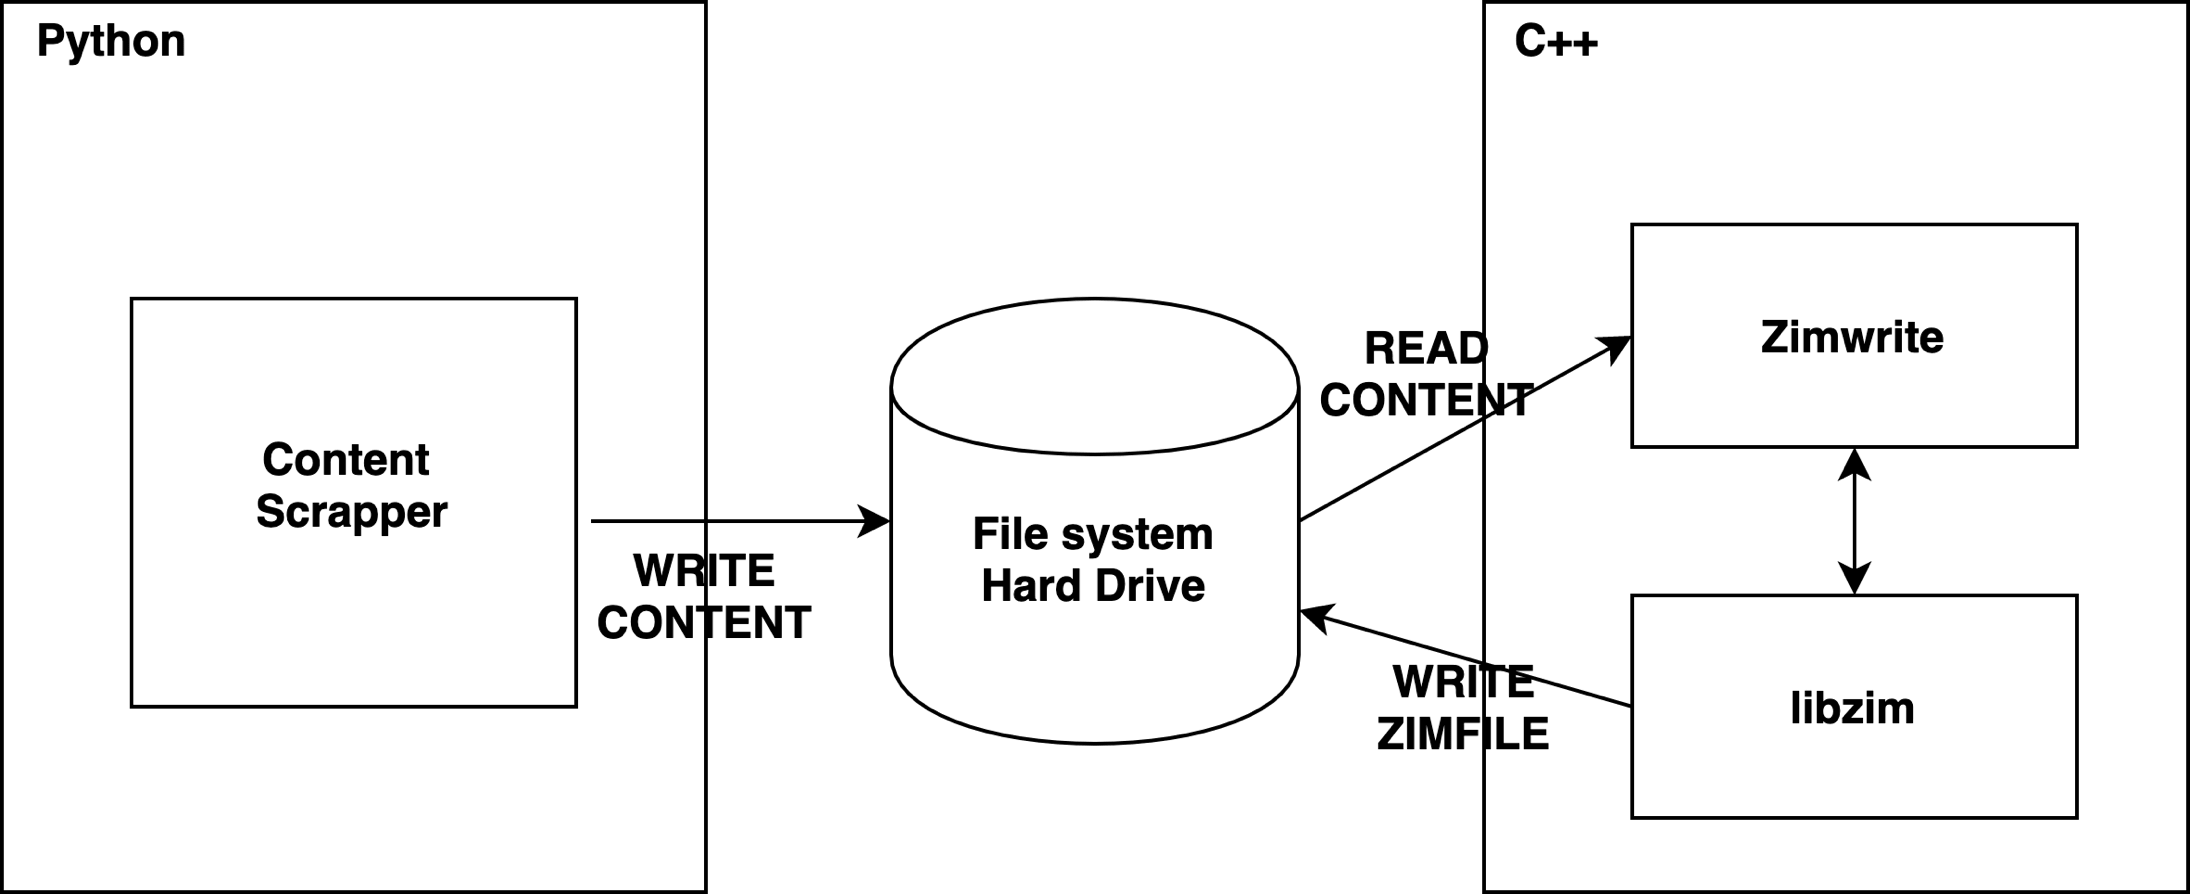 Python
Content
Scrapper
WRITE
CONTENT
File system
Hard Drive
READ
CONTENT
WRITE
ZIMFILE
C++
Zimwrite
libzim